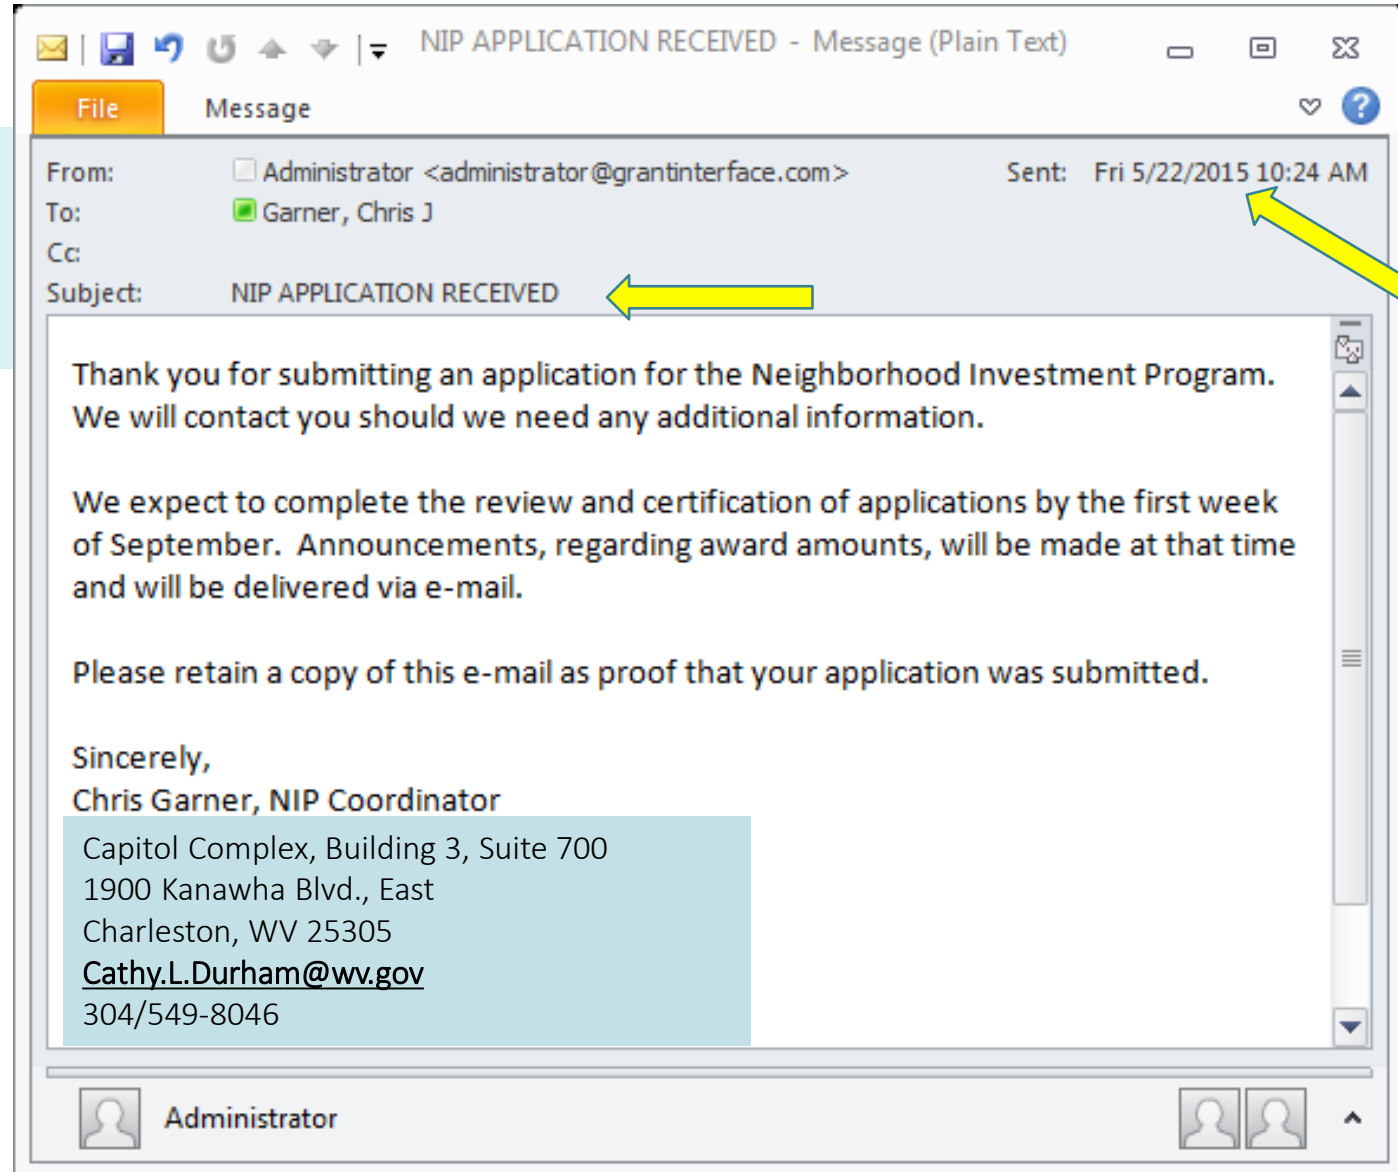 NIP APPLICATION RECEIVED - Message (Plain Text)
File Message
From: Administrator <administrator@grantinterface.com> Sent: Fri 5/22/2015 10:24 AM
To: Garner, Chris J
Cc:
Subject: NIP APPLICATION RECEIVED
Thank you for submitting an application for the Neighborhood Investment Program.
We will contact you should we need any additional information.
We expect to complete the review and certification of applications by the first week
of September. Announcements, regarding award amounts, will be made at that time
and will be delivered via e-mail.
Please retain a copy of this e-mail as proof that your application was submitted.
Sincerely,
Chris Garner, NIP Coordinator
Capitol Complex, Building 3, Suite 700
1900 Kanawha Blvd., East
Charleston, WV 25305
Cathy.L.Durham@wv.gov
304/549-8046
Administrator